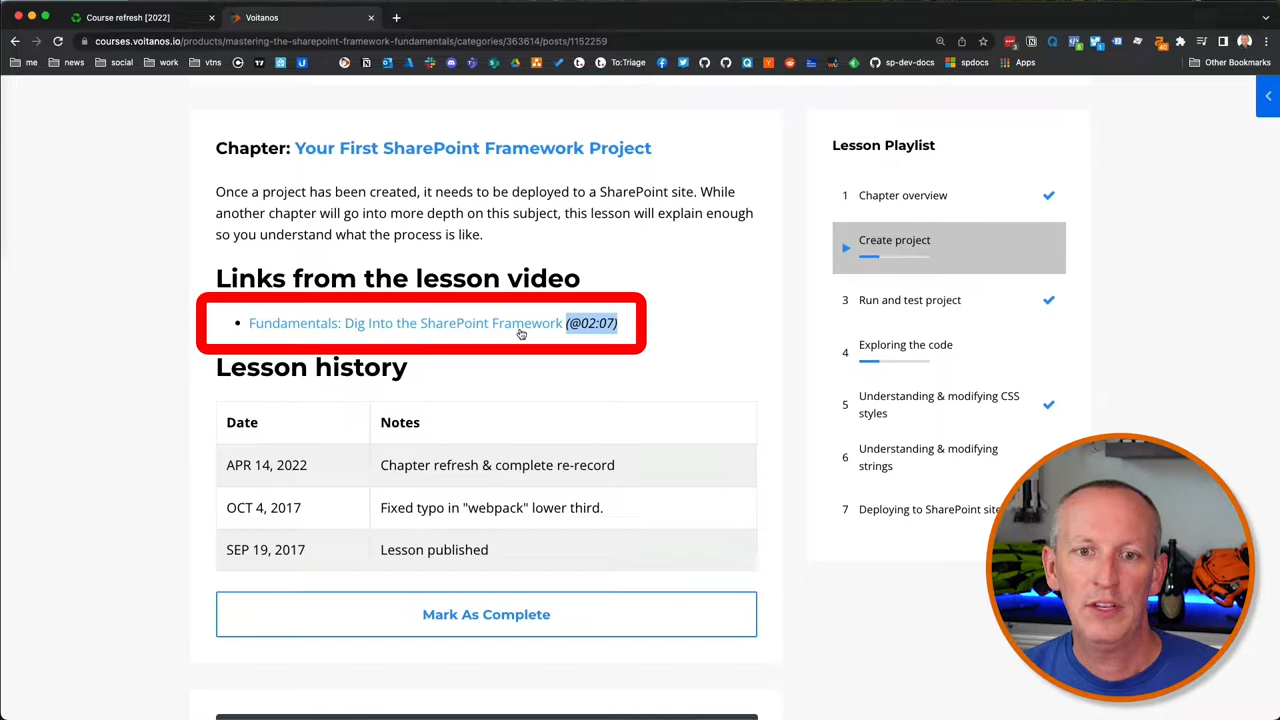 Course refresh [2022]
Voitanos
courses.voitanos.io/products/mastering-the-sharepoint-framework-fundamentals/categories/363614/posts/1152259
me news social work vtns To:Triage sp-dev-docs spdocs Apps Other Bookmarks
Chapter: Your First SharePoint Framework Project
Once a project has been created, it needs to be deployed to a SharePoint site. While
another chapter will go into more depth on this subject, this lesson will explain enough
so you understand what the process is like.
Links from the lesson video
• Fundamentals: Dig Into the SharePoint Framework (@02:07)
Lesson history
Date Notes
APR 14, 2022 Chapter refresh & complete re-record
OCT 4, 2017 Fixed typo in "webpack" lower third.
SEP 19, 2017 Lesson published
Mark As Complete
Lesson Playlist
1 Chapter overview
Create project
3 Run and test project
4 Exploring the code
5 Understanding & modifying CSS
styles
6 Understanding & modifying
strings
7 Deploying to SharePoint